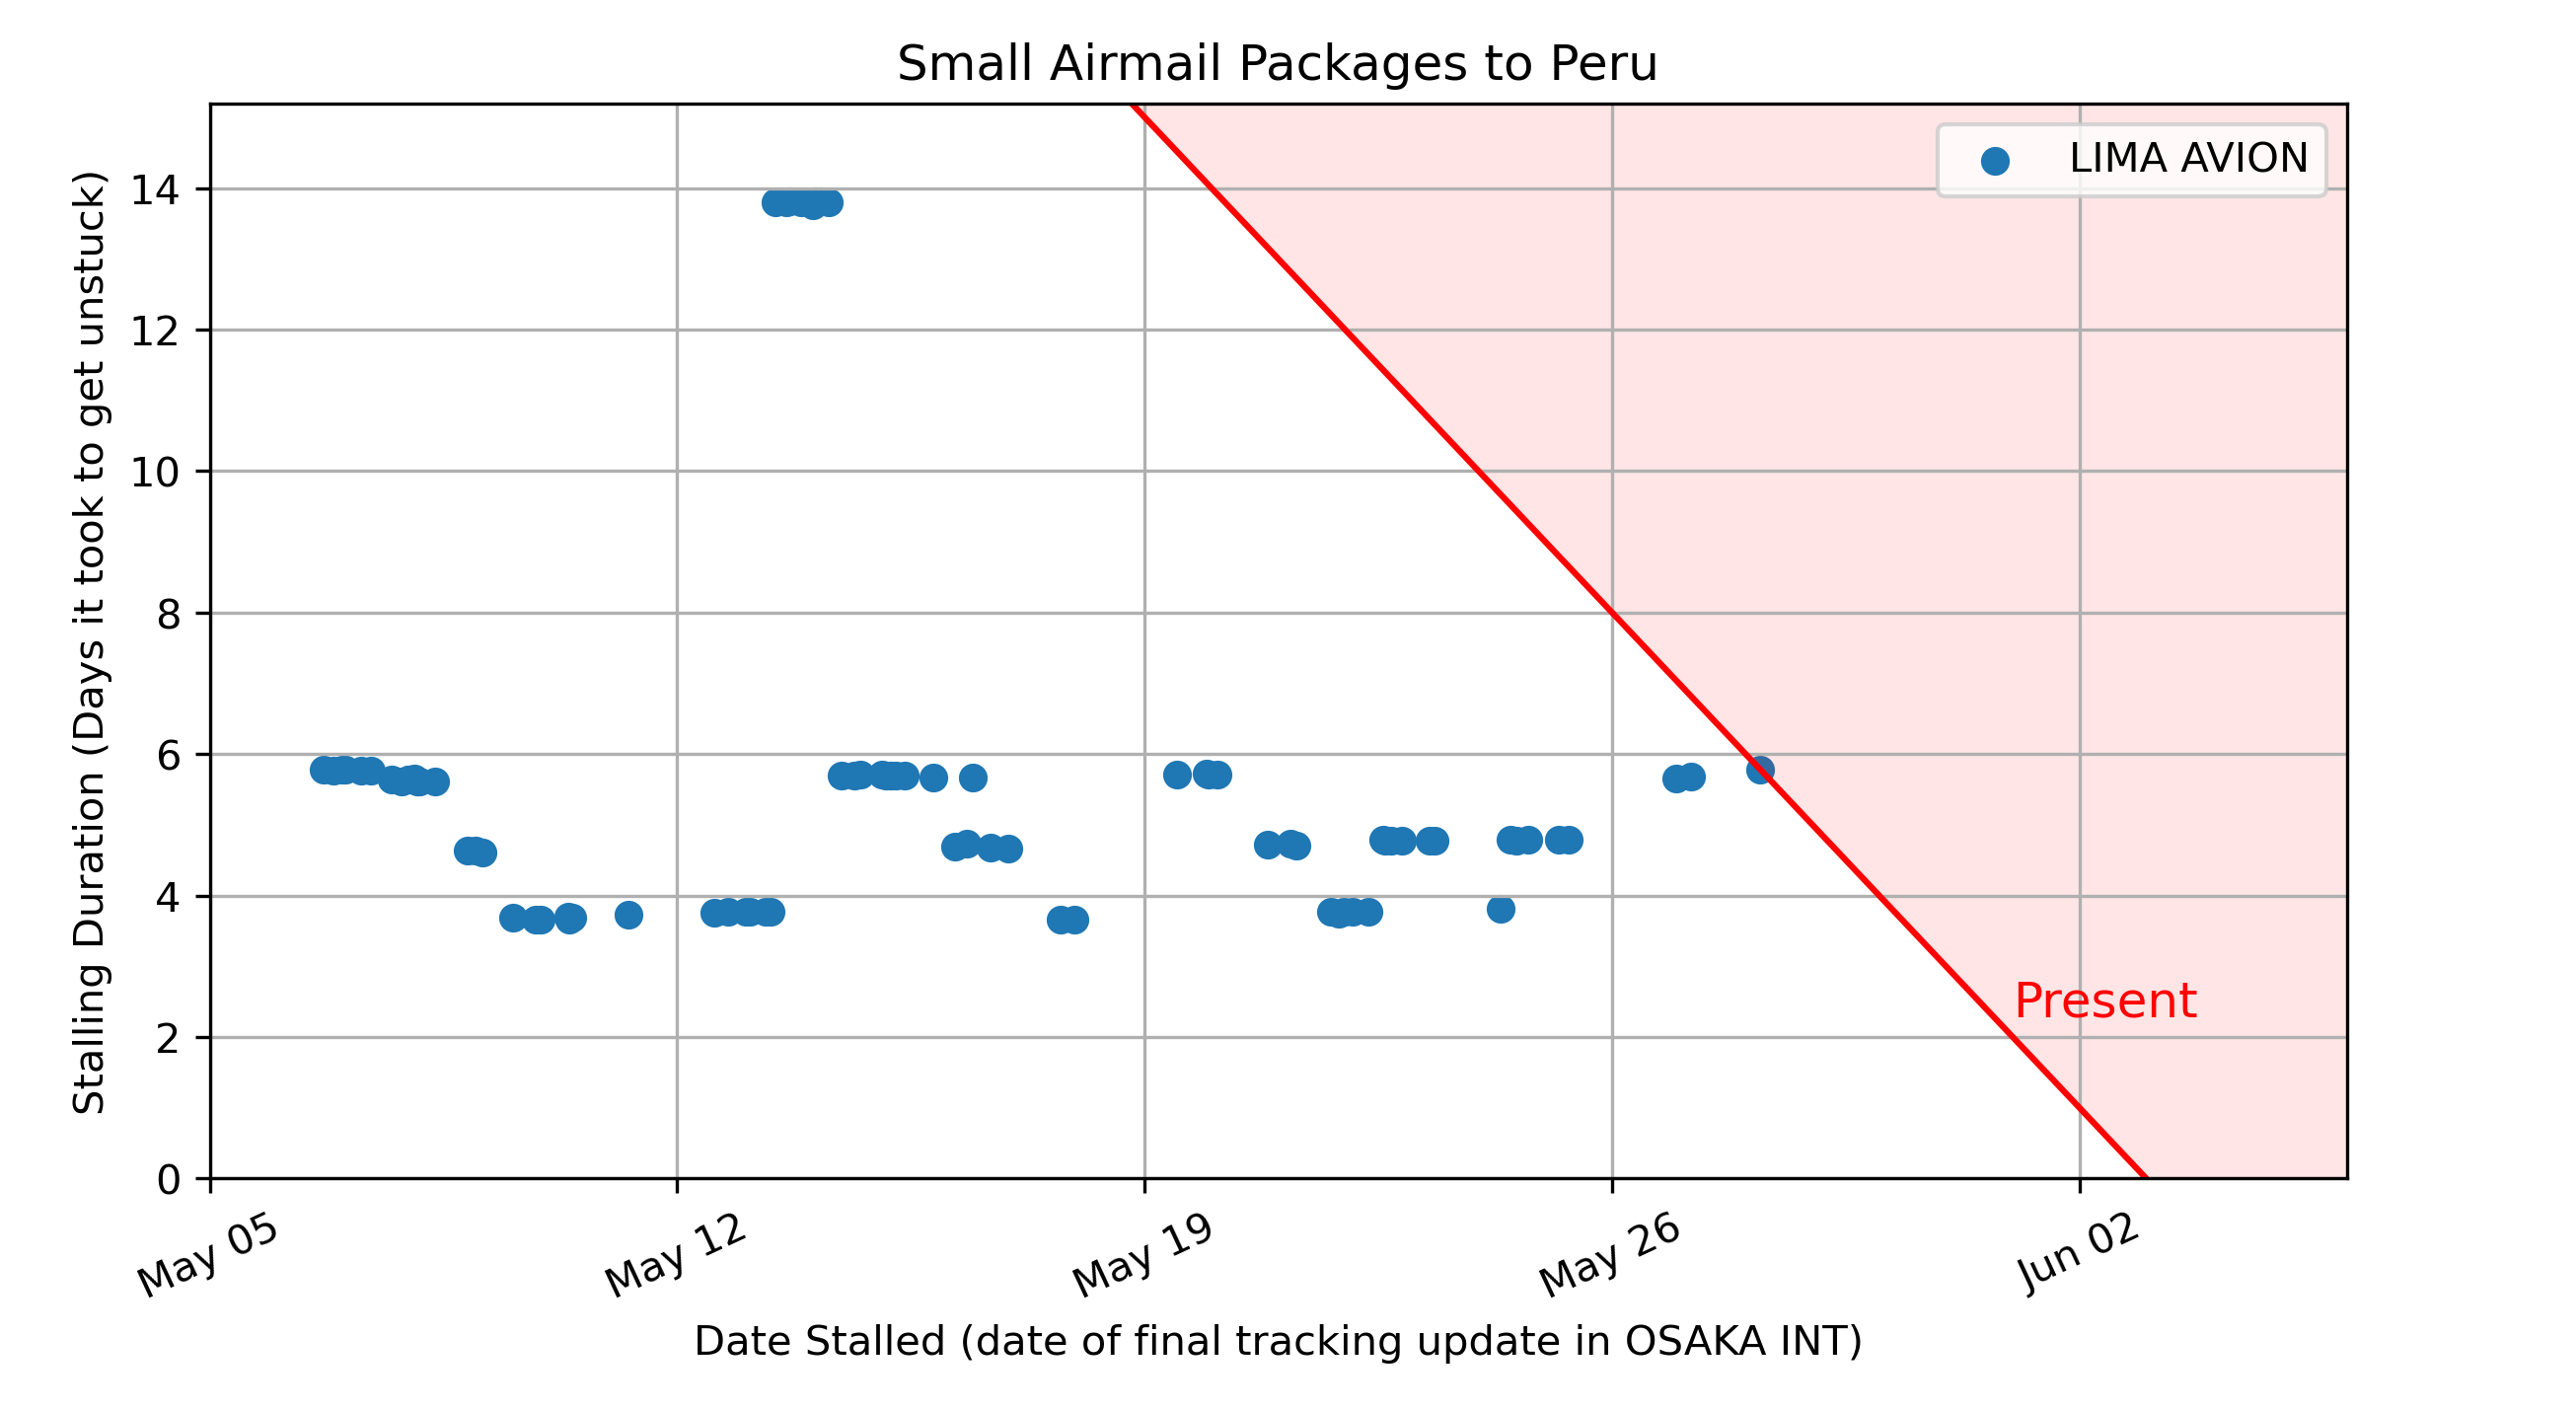 Small Airmail Packages to Peru
LIMA AVION
Stalling Duration (Days it took to get unstuck)
14
12
10
8
6
4
2
0
Present
May 05
May 12
May 19
May 26
Jun 02
Date Stalled (date of final tracking update in OSAKA INT)